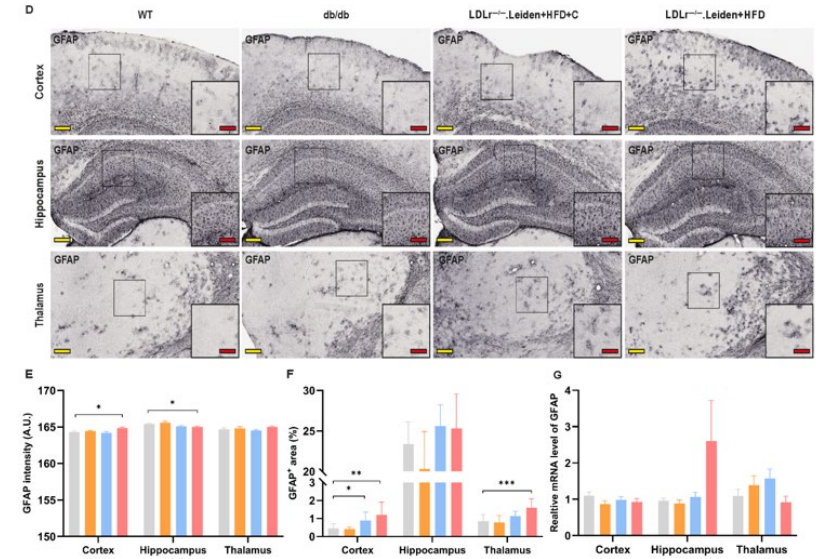 D
WT db/db LDLr−/−.Leiden+HFD+C LDLr−/−.Leiden+HFD
Cortex
GFAP GFAP GFAP GFAP
Hippocampus
GFAP GFAP GFAP GFAP
Thalamus
GFAP GFAP GFAP GFAP
E
GFAP intensity (A.U.)
170
165
160
155
150
*
*
Cortex Hippocampus Thalamus
F
GFAP+ area (%)
30
25
20
3
2
1
0
**
*
***
Cortex Hippocampus Thalamus
G
Realtive mRNA level of GFAP
4
3
2
1
0
Cortex Hippocampus Thalamus